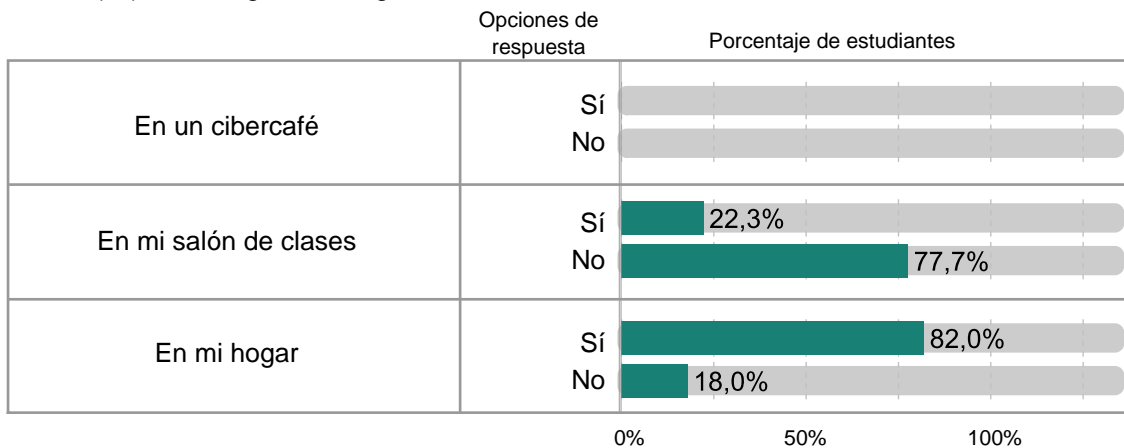 Opciones de
respuesta
Porcentaje de estudiantes
En un cibercafé
Sí
No
En mi salón de clases
Sí 22,3%
No 77,7%
En mi hogar
Sí 82,0%
No 18,0%
0% 50% 100%